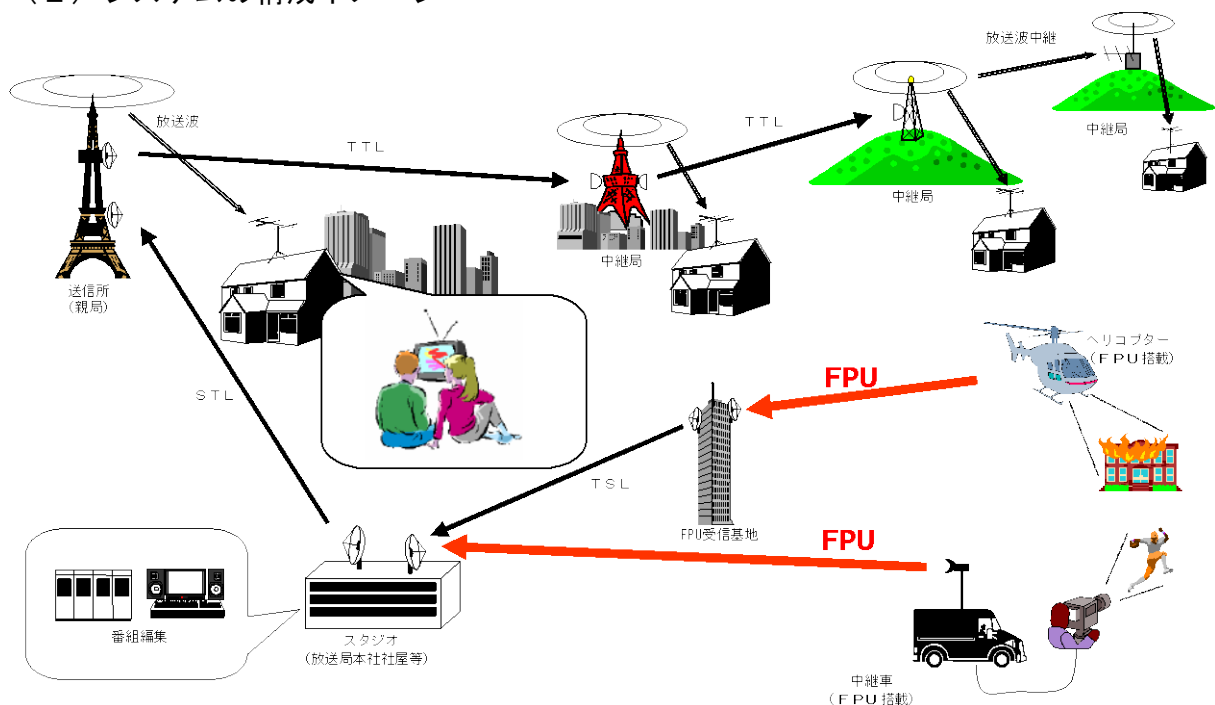 (2)システムの構成イメージ
放送波中継
放送波
TTL
TTL
中継局
中継局
中継局
送信所
(親局)
ヘリコプター
(FPU搭載)
FPU
STL
TSL
FPU受信基地
FPU
番組編集
スタジオ
(放送局本社社屋等)
中継車
(FPU搭載)